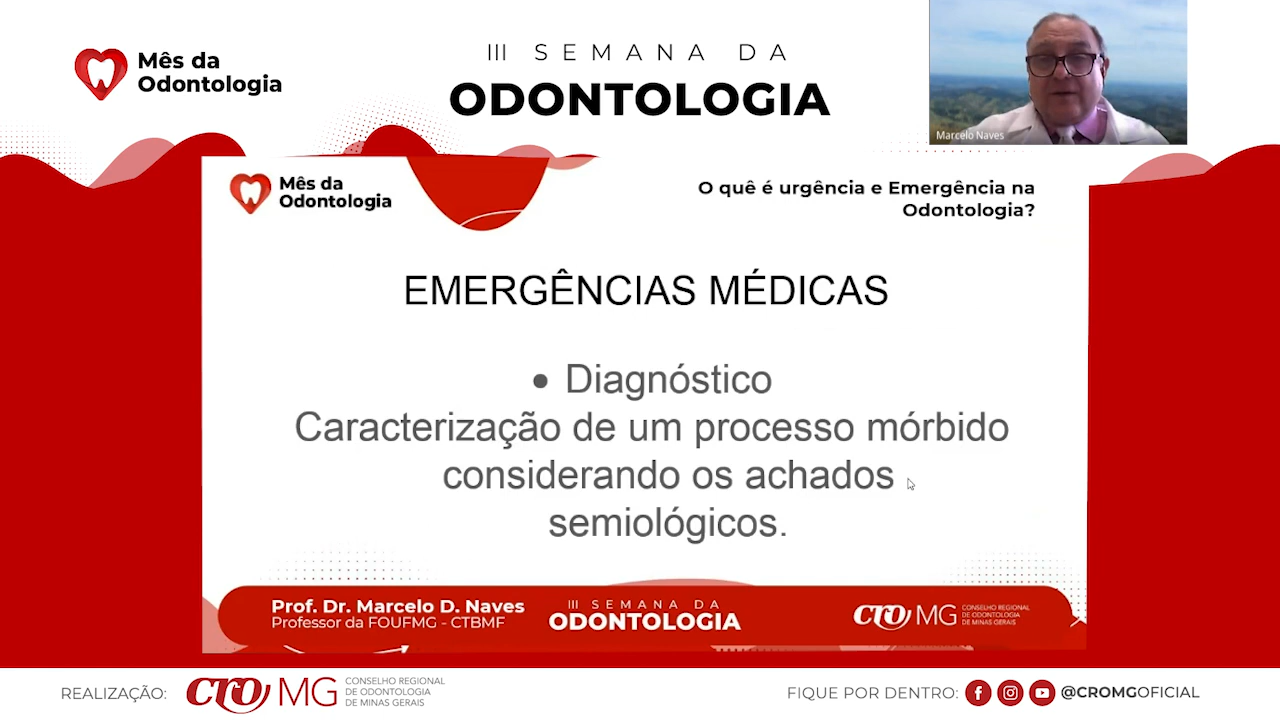 Mês da
Odontologia
III SEMANA DA
ODONTOLOGIA
Marcelo Naves
Mês da
Odontologia
O quê é urgência e Emergência na
Odontologia?
EMERGÊNCIAS MÉDICAS
• Diagnóstico
Caracterização de um processo mórbido
considerando os achados
semiológicos.
Prof. Dr. Marcelo D. Naves
Professor da FOUFMG - CTBMF
III SEMANA DA
ODONTOLOGIA
CRO MG
CONSELHO REGIONAL
DE ODONTOLOGIA
DE MINAS GERAIS
REALIZAÇÃO:
CRO MG
CONSELHO REGIONAL
DE ODONTOLOGIA
DE MINAS GERAIS
FIQUE POR DENTRO:
@CROMGOFICIAL